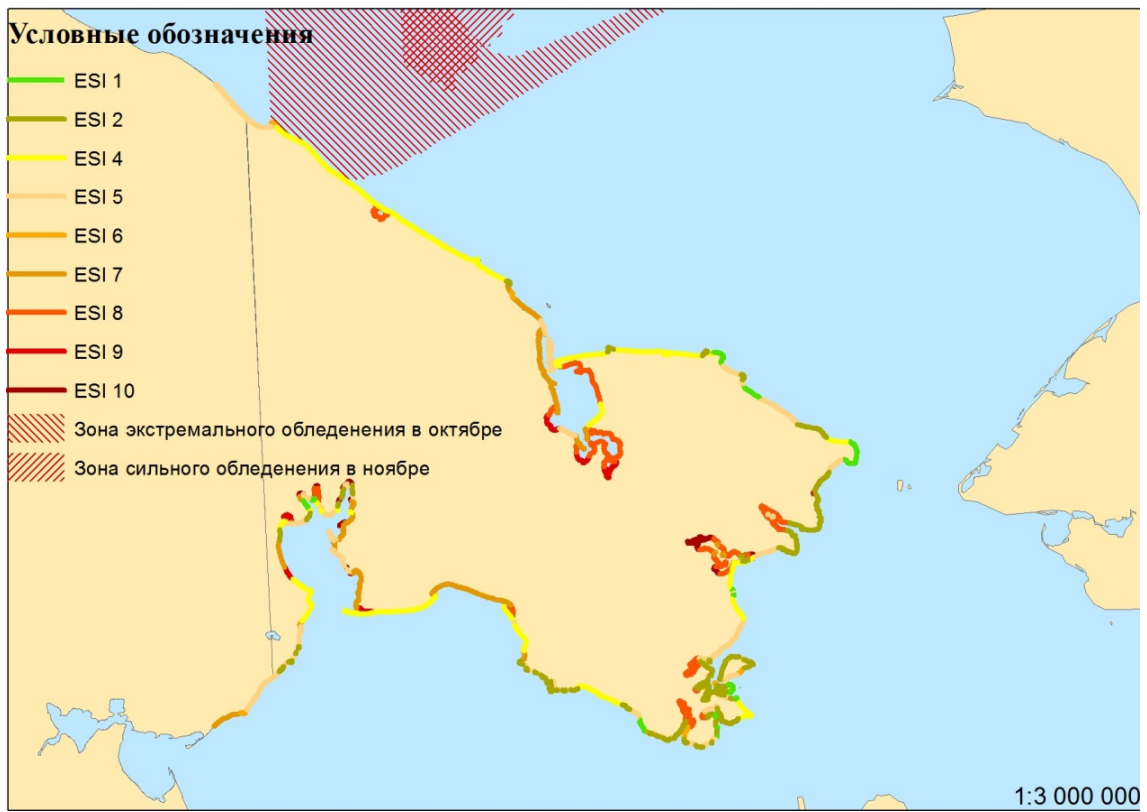 Условные обозначения
ESI 1
ESI 2
ESI 4
ESI 5
ESI 6
ESI 7
ESI 8
ESI 9
ESI 10
Зона экстремального обледенения в октябре
Зона сильного обледенения в ноябре
1:3 000 000